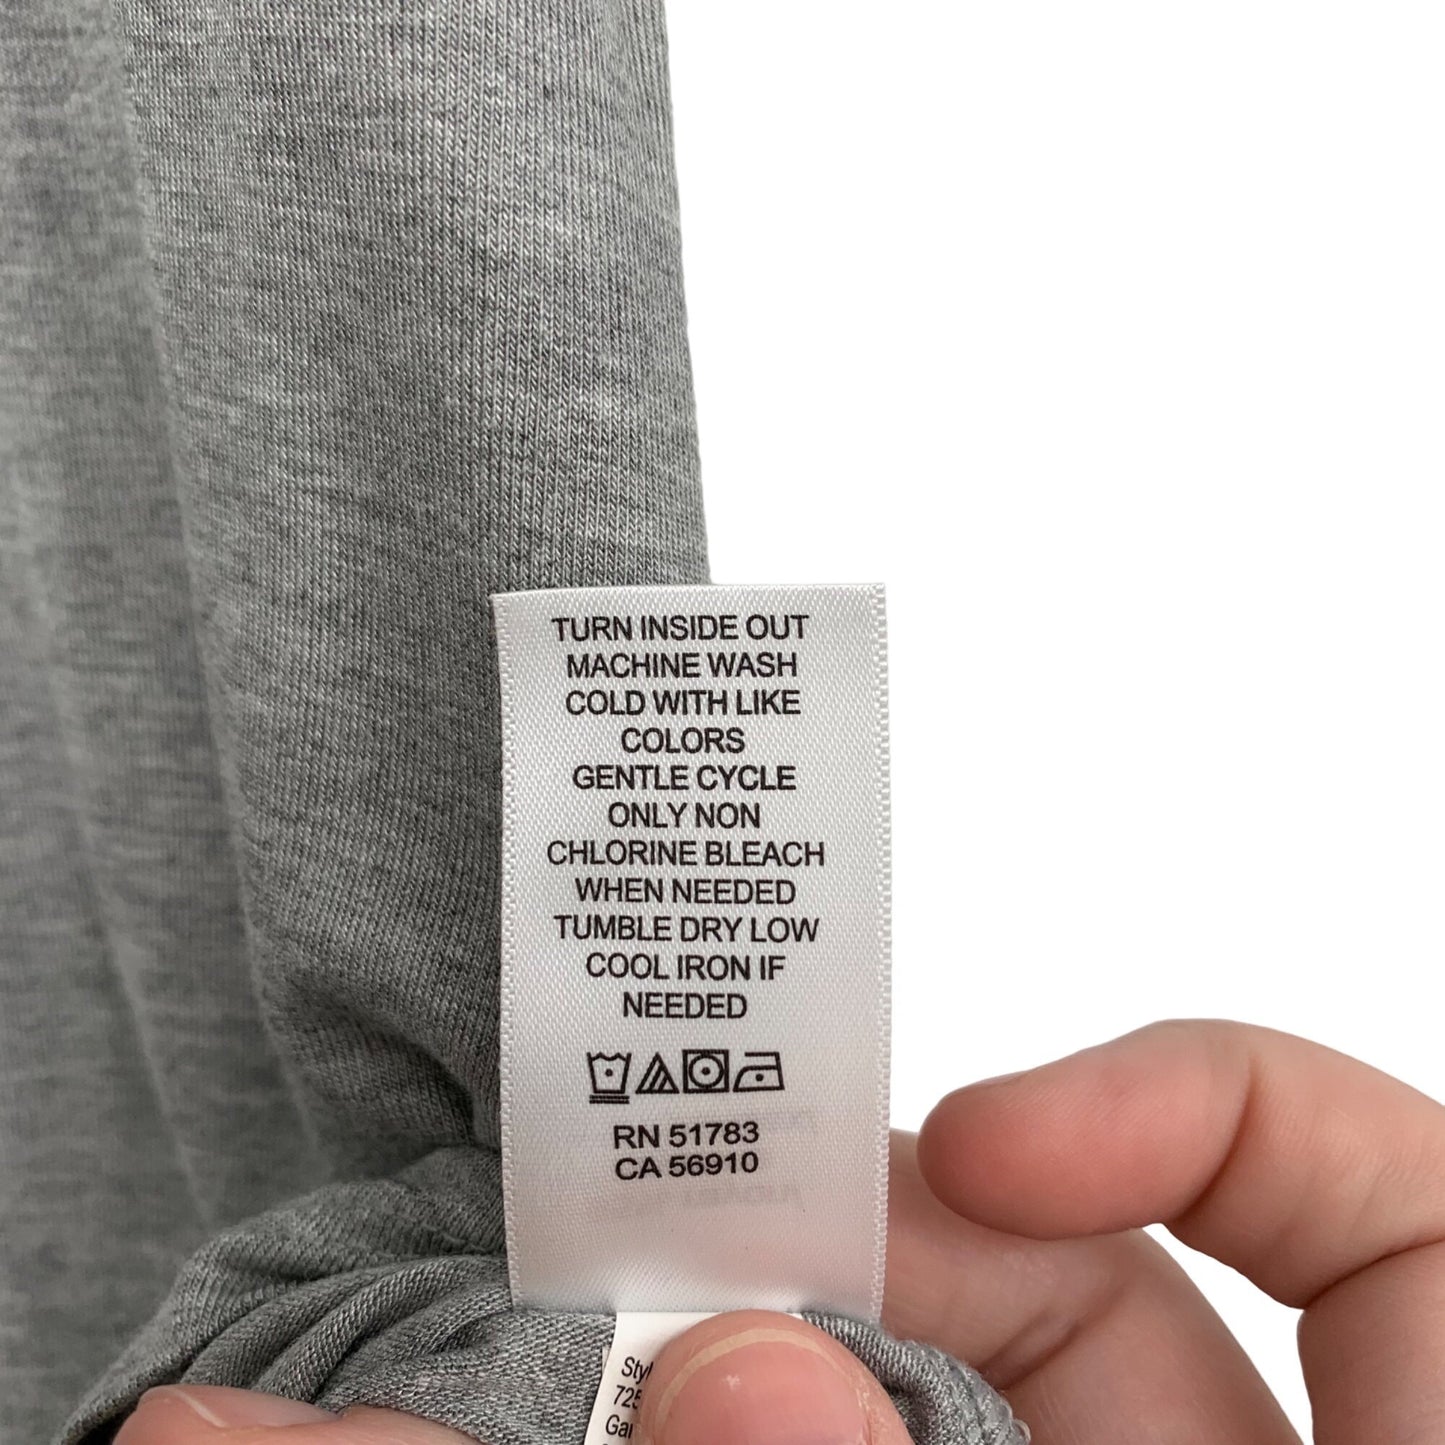 TURN INSIDE OUT
MACHINE WASH
COLD WITH LIKE
COLORS
GENTLE CYCLE
ONLY NON
CHLORINE BLEACH
WHEN NEEDED
TUMBLE DRY LOW
COOL IRON IF
NEEDED
RN 51783
CA 56910